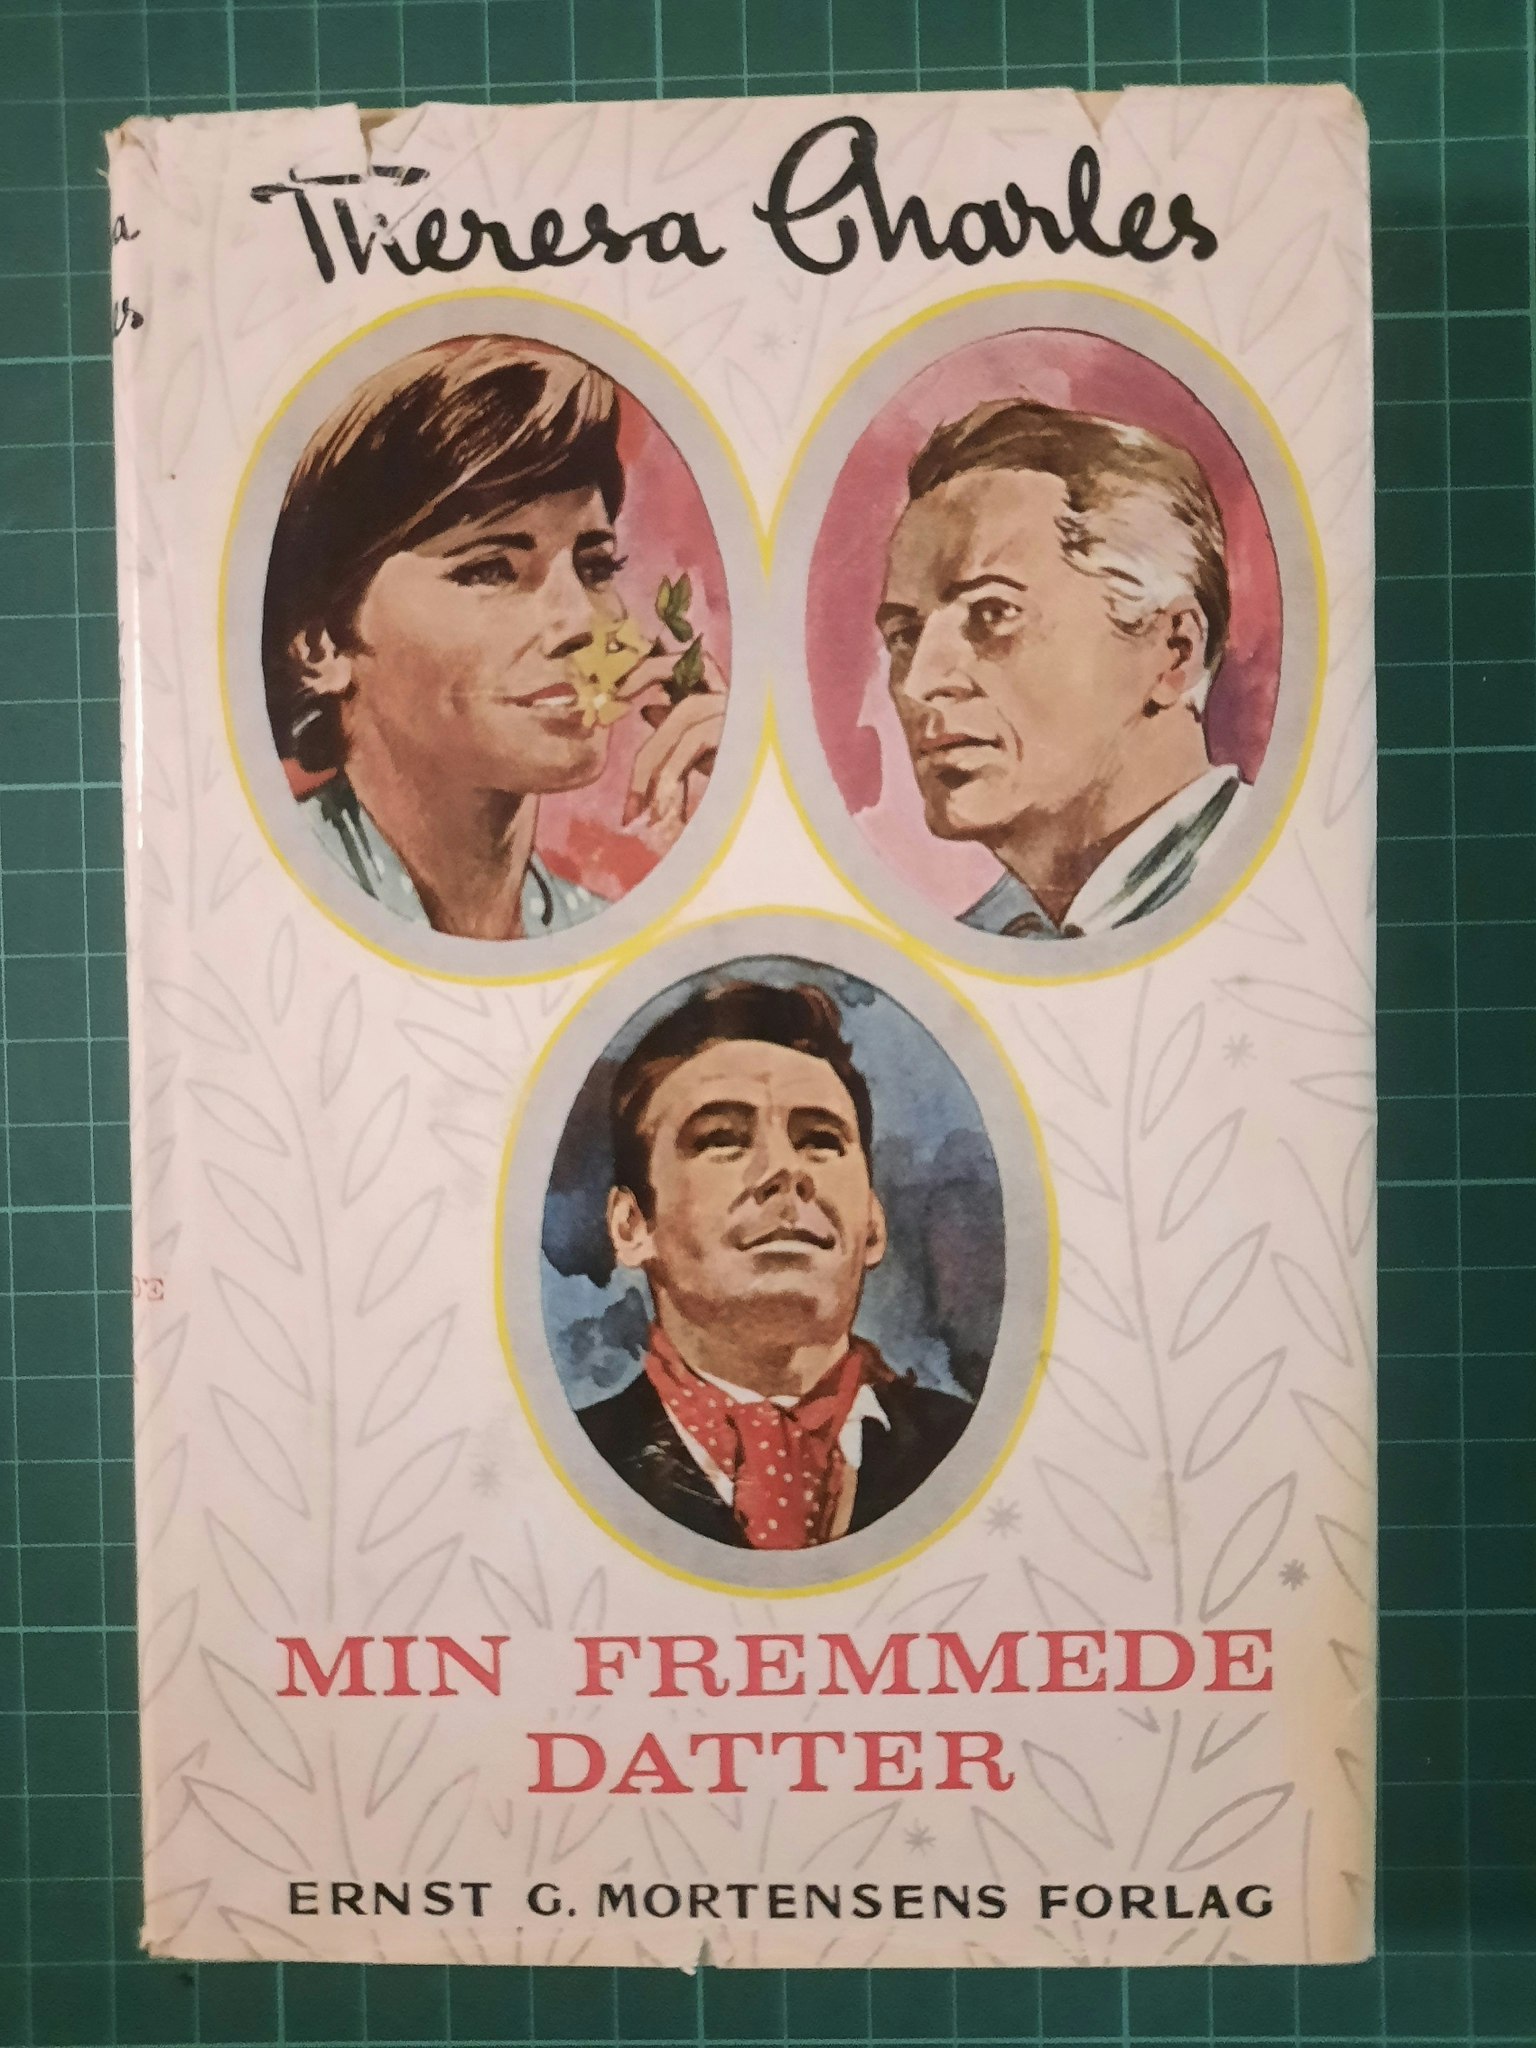 Theresa Charles
MIN FREMMEDE
DATTER
ERNST G. MORTENSENS FORLAG